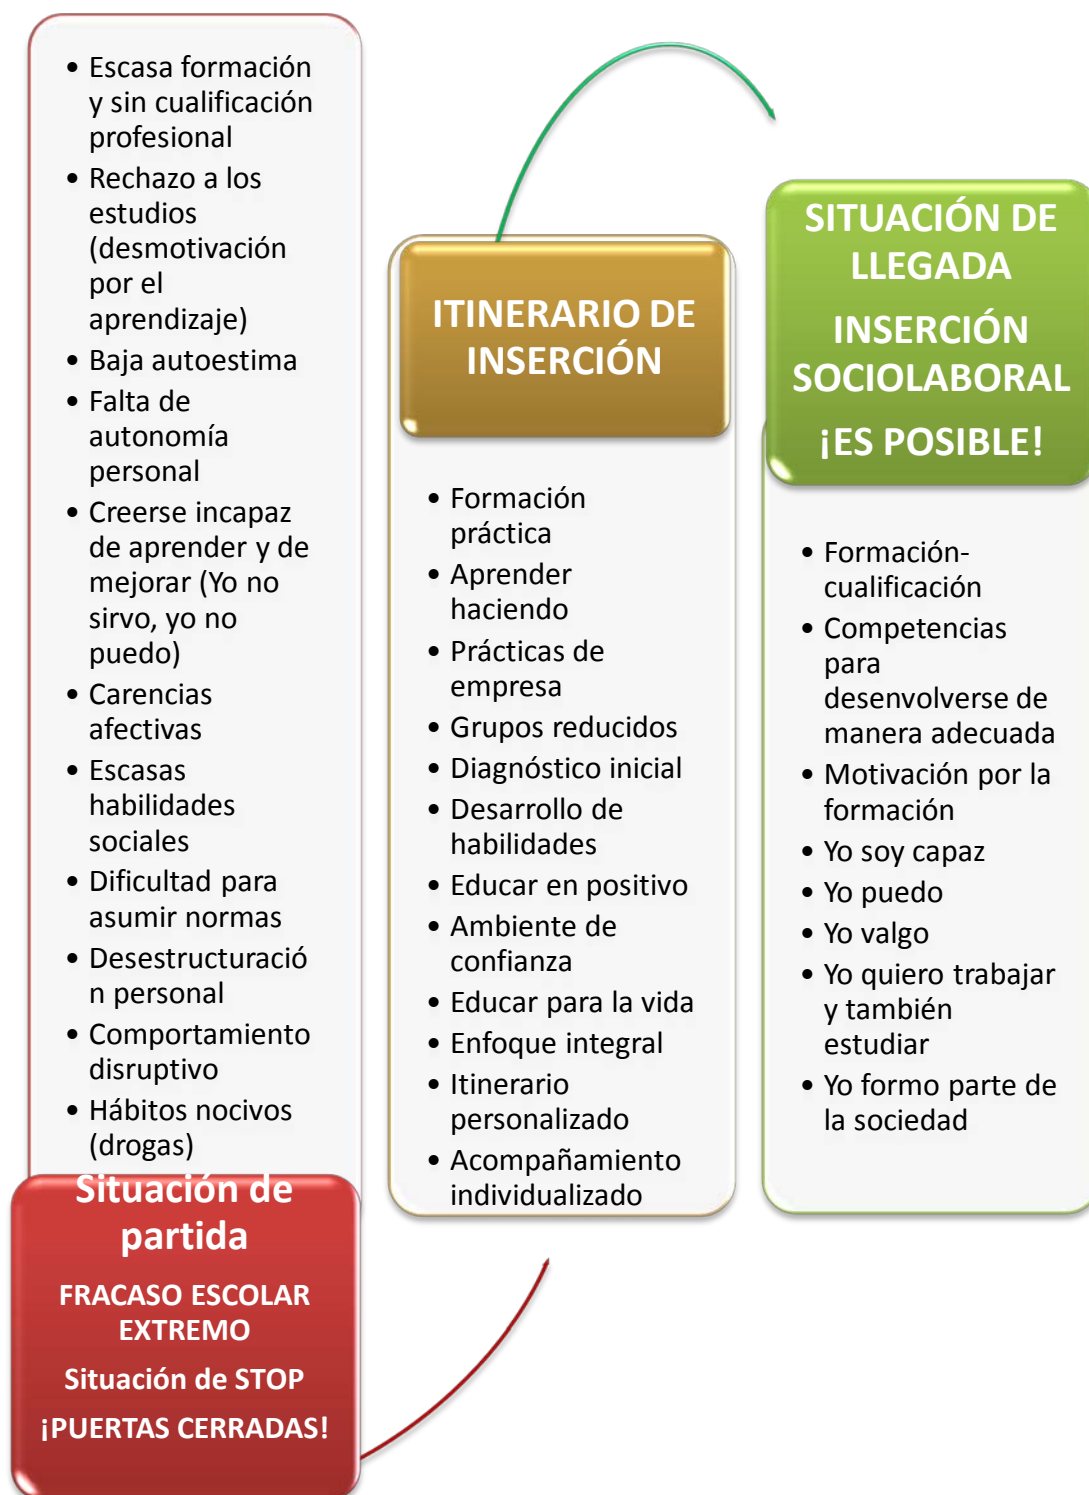 • Escasa formación
y sin cualificación
profesional
• Rechazo a los
estudios
(desmotivación
por el
aprendizaje)
• Baja autoestima
• Falta de
autonomía
personal
• Creerse incapaz
de aprender y de
mejorar (Yo no
sirvo, yo no
puedo)
• Carencias
afectivas
• Escasas
habilidades
sociales
• Dificultad para
asumir normas
• Desestructuració
n personal
• Comportamiento
disruptivo
• Hábitos nocivos
(drogas)
Situación de
partida
FRACASO ESCOLAR
EXTREMO
Situación de STOP
¡PUERTAS CERRADAS!
ITINERARIO DE
INSERCIÓN
• Formación
práctica
• Aprender
haciendo
• Prácticas de
empresa
• Grupos reducidos
• Diagnóstico inicial
• Desarrollo de
habilidades
• Educar en positivo
• Ambiente de
confianza
• Educar para la vida
• Enfoque integral
• Itinerario
personalizado
• Acompañamiento
individualizado
SITUACIÓN DE
LLEGADA
INSERCIÓN
SOCIOLABORAL
¡ES POSIBLE!
• Formación-
cualificación
• Competencias
para
desenvolverse de
manera adecuada
• Motivación por la
formación
• Yo soy capaz
• Yo puedo
• Yo valgo
• Yo quiero trabajar
y también
estudiar
• Yo formo parte de
la sociedad